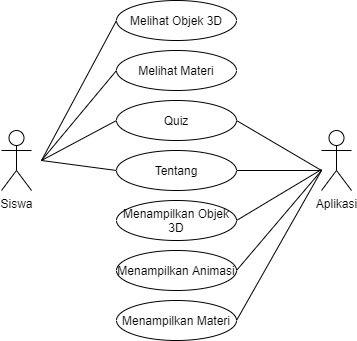 Melihat Objek 3D
Melihat Materi
Quiz
Tentang
Siswa
Aplikasi
Menampilkan Objek
3D
Menampilkan Animasi
Menampilkan Materi